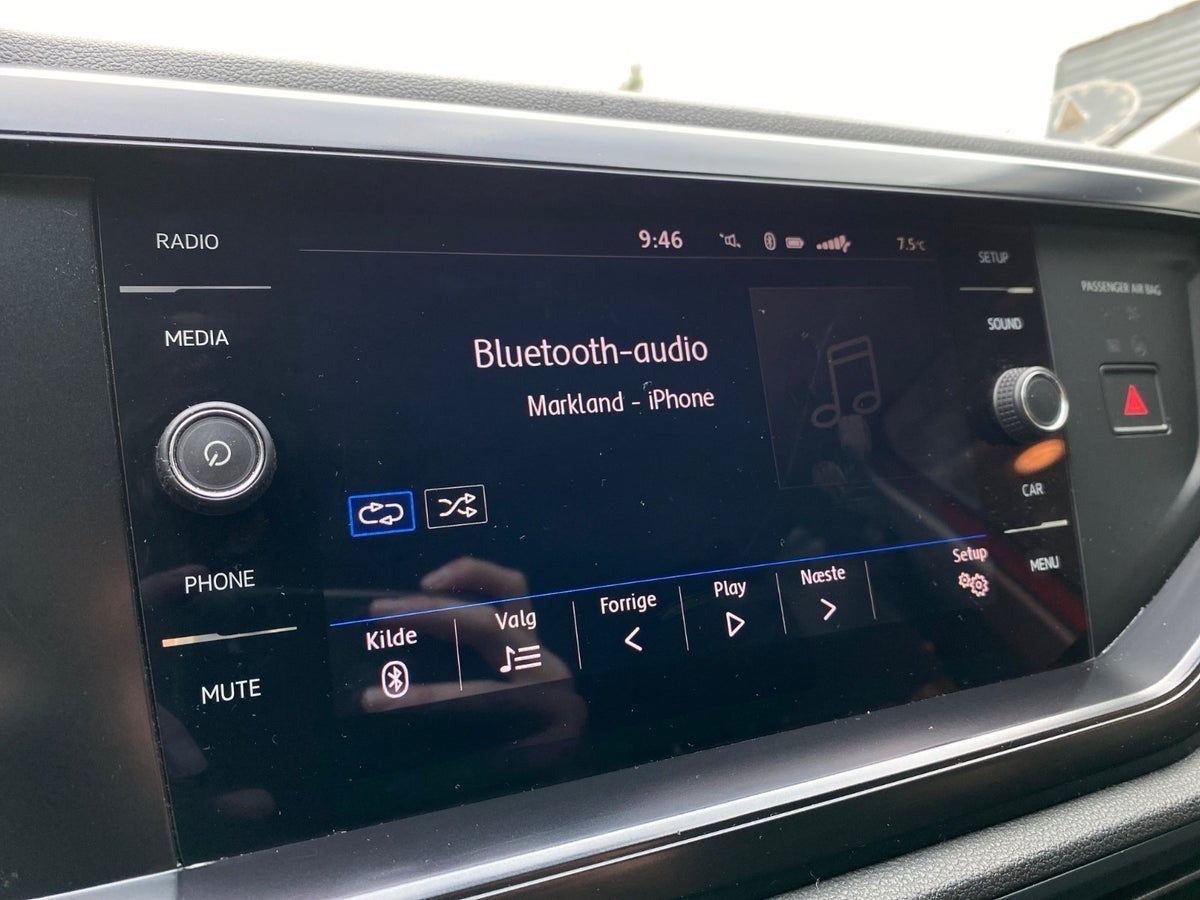 RADIO
MEDIA
PHONE
MUTE
9:46
7.5°C
Bluetooth-audio
Markland - iPhone
Kilde
Valg
Forrige
Play
Næste
Setup
SETUP
SOUND
CAR
MENU
PASSENGER AIR BAG